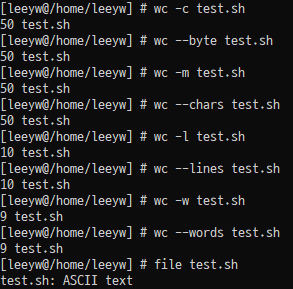 [leeyw@/home/leeyw] # wc -c test.sh
50 test.sh
[leeyw@/home/leeyw] # wc --byte test.sh
50 test.sh
[leeyw@/home/leeyw] # wc -m test.sh
50 test.sh
[leeyw@/home/leeyw] # wc --chars test.sh
50 test.sh
[leeyw@/home/leeyw] # wc -l test.sh
10 test.sh
[leeyw@/home/leeyw] # wc --lines test.sh
10 test.sh
[leeyw@/home/leeyw] # wc -w test.sh
9 test.sh
[leeyw@/home/leeyw] # wc --words test.sh
9 test.sh
[leeyw@/home/leeyw] # file test.sh
test.sh: ASCII text